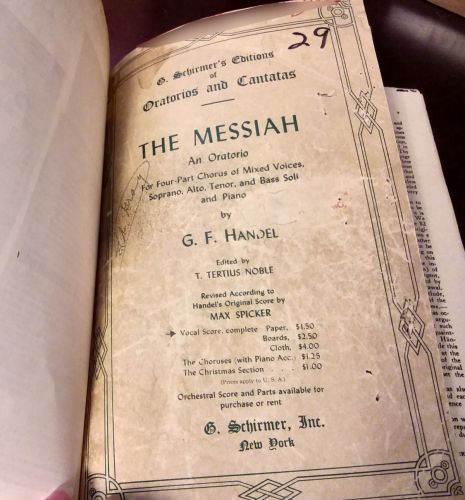 29
G. Schirmer's Editions
of
Oratorios and Cantatas
THE MESSIAH
An Oratorio
For Four-Part Chorus of Mixed Voices,
Soprano, Alto, Tenor, and Bass Soli
and Piano
by
G. F. HANDEL
Edited by
T. TERTIUS NOBLE
Revised According to
Handel's Original Score by
MAX SPICKER
Vocal Score, complete Paper, $1.50
Boards, $2.50
Cloth, $4.00
The Choruses (with Piano Acc.) $1.25
The Christmas Section . . $1.00
(Prices apply to U. S. A.)
Orchestral Score and Parts available for
purchase or rent
G. Schirmer, Inc.
New York